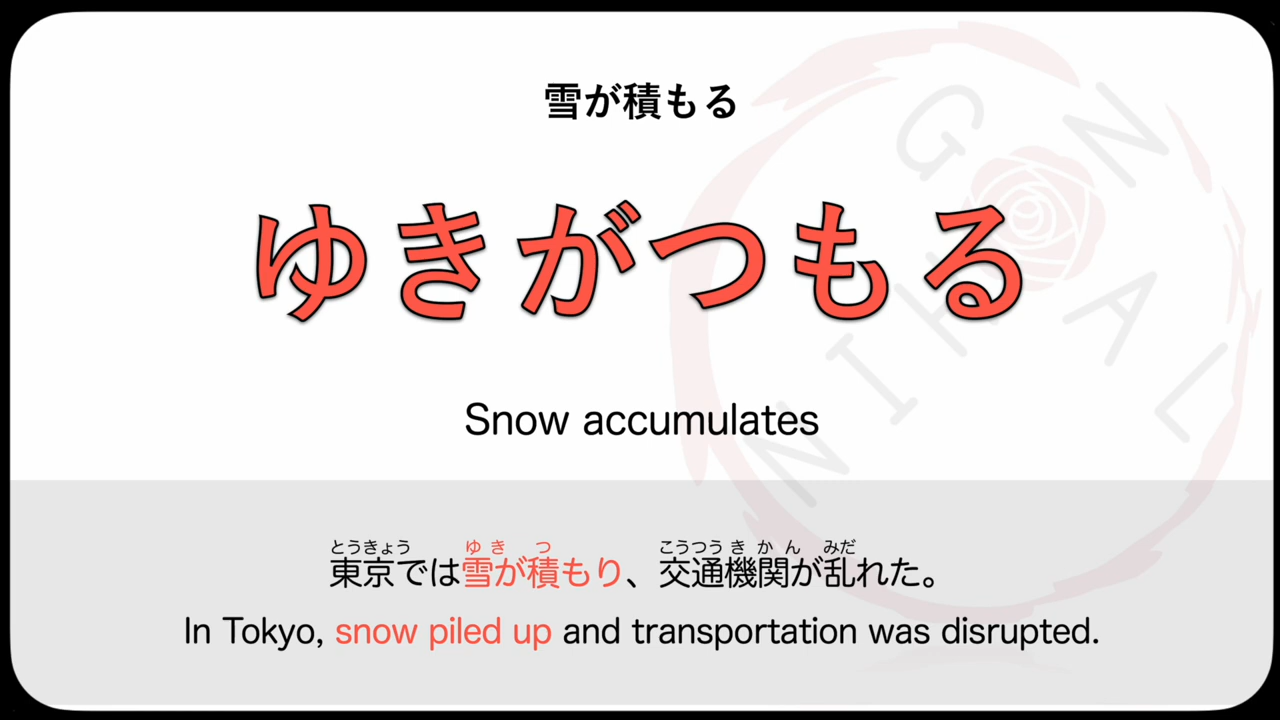 雪が積もる
ゆきがつもる
Snow accumulates
とうきょう ゆき つ こうつうきかん みだ
東京では雪が積もり、交通機関が乱れた。
In Tokyo, snow piled up and transportation was disrupted.
NIHONGAL